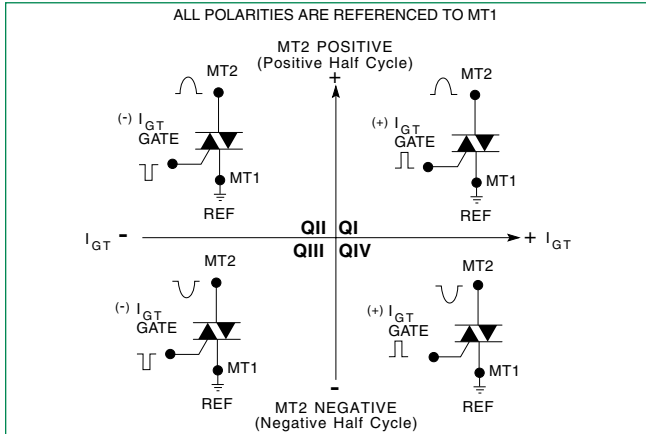 ALL POLARITIES ARE REFERENCED TO MT1
MT2 POSITIVE
(Positive Half Cycle)
+
MT2
(-) IGT
GATE
MT1
REF
MT2
(+) IGT
GATE
MT1
REF
IGT -
QII QI
QIII QIV
+ IGT
MT2
(-) IGT
GATE
MT1
REF
MT2
(+) IGT
GATE
MT1
REF
-
MT2 NEGATIVE
(Negative Half Cycle)